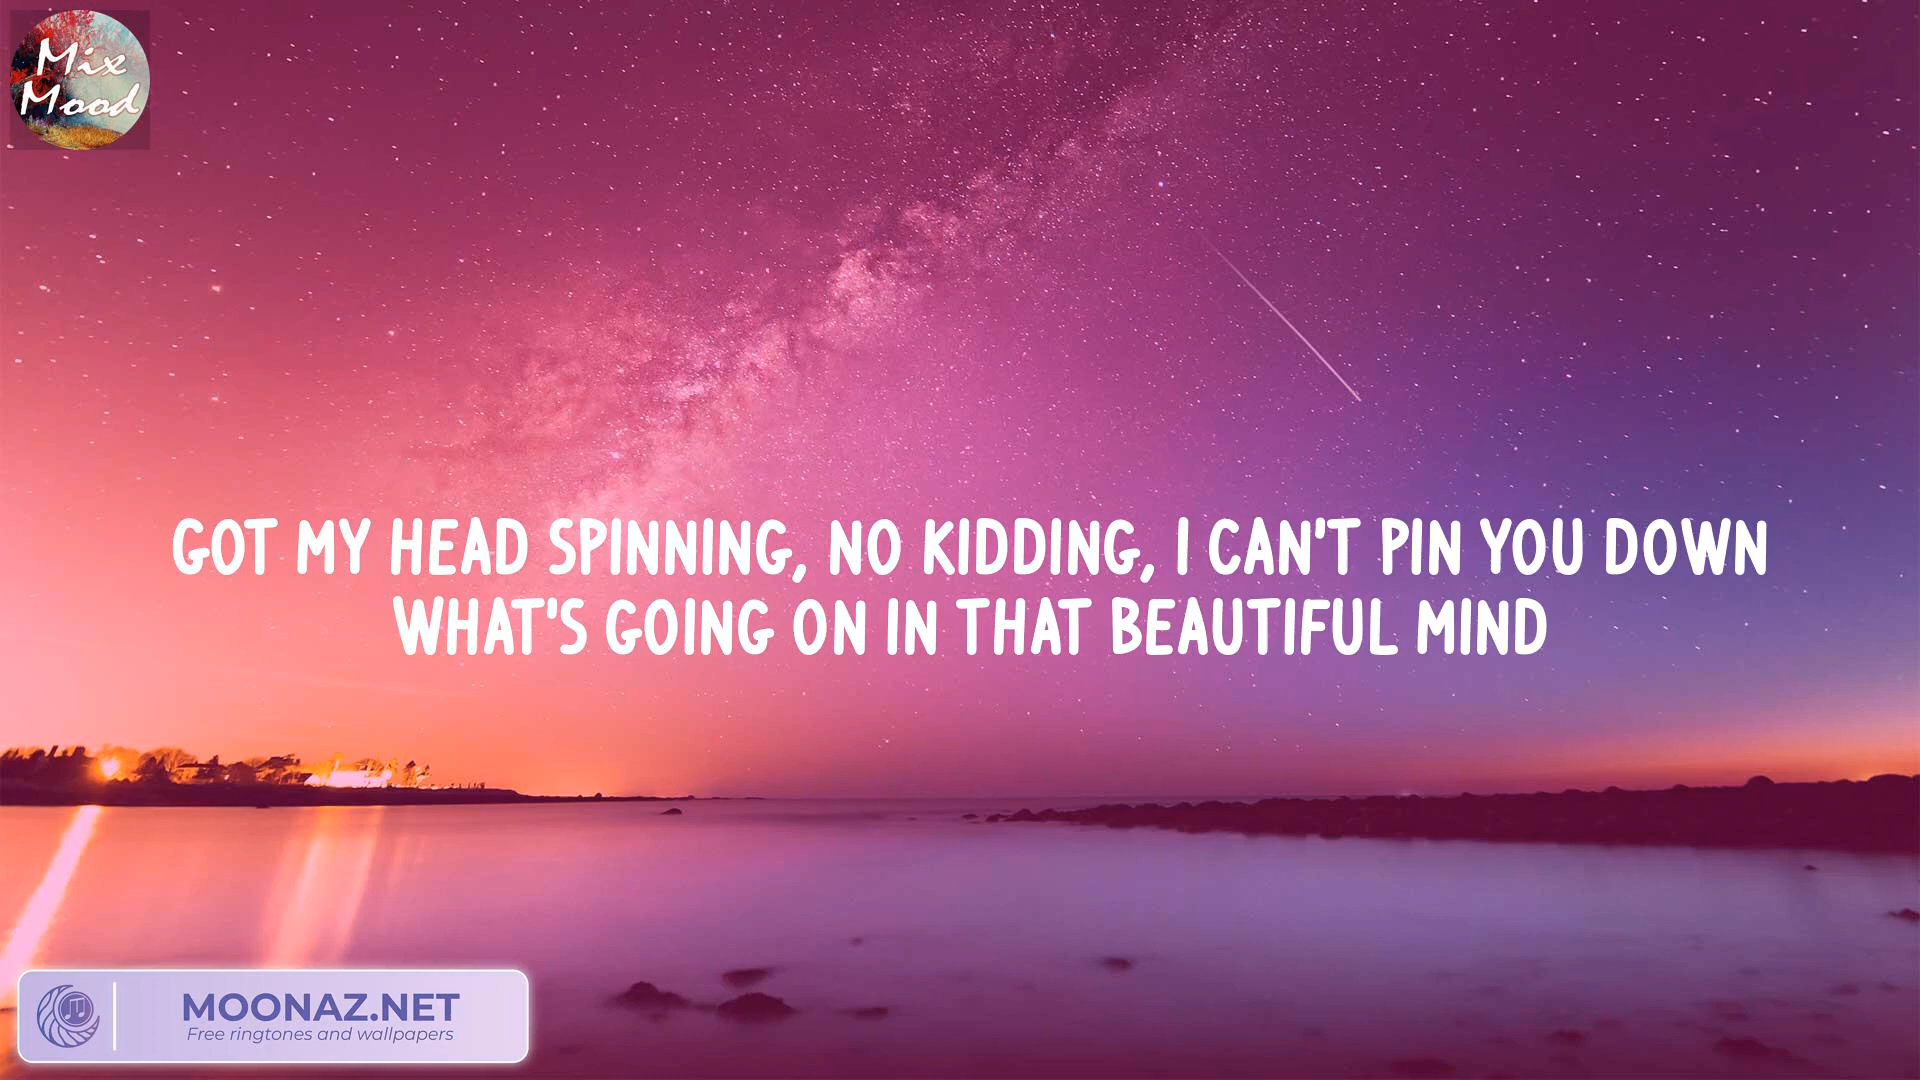 Mix
Mood
GOT MY HEAD SPINNING, NO KIDDING, I CAN'T PIN YOU DOWN
WHAT'S GOING ON IN THAT BEAUTIFUL MIND
MOONAZ.NET
Free ringtones and wallpapers